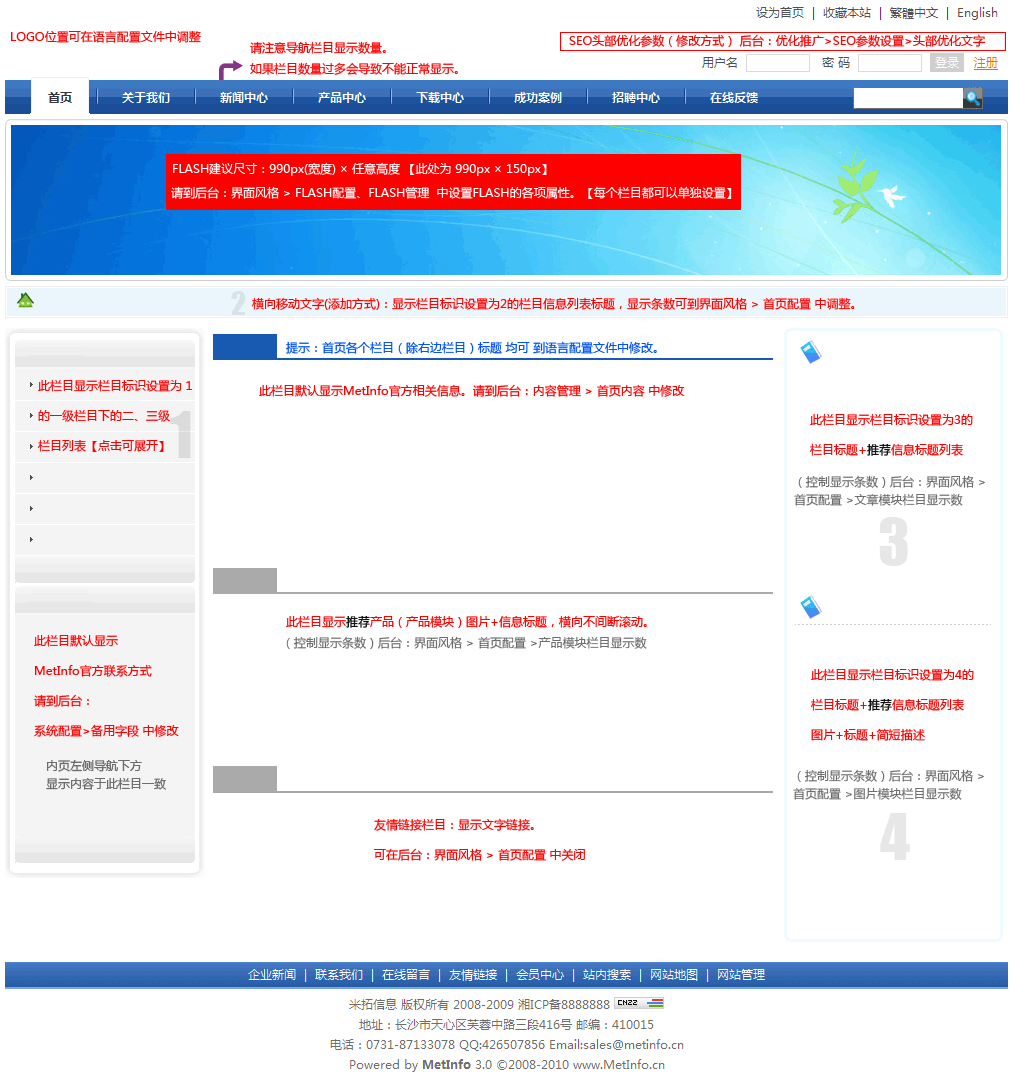 设为首页 | 收藏本站 | 繁體中文 | English
LOGO位置可在语言配置文件中调整
SEO头部优化参数（修改方式） 后台：优化推广>SEO参数设置>头部优化文字
请注意导航栏目显示数量。
如果栏目数量过多会导致不能正常显示。
用户名 密 码 登录 注册
首页 关于我们 新闻中心 产品中心 下载中心 成功案例 招聘中心 在线反馈
FLASH建议尺寸：990px(宽度) × 任意高度 【此处为 990px × 150px】
请到后台：界面风格 > FLASH配置、FLASH管理 中设置FLASH的各项属性。【每个栏目都可以单独设置】
2 横向移动文字(添加方式)：显示栏目标识设置为2的栏目信息列表标题，显示条数可到界面风格 > 首页配置 中调整。
此栏目显示栏目标识设置为 1
的一级栏目下的二、三级
栏目列表【点击可展开】
1
此栏目默认显示
MetInfo官方联系方式
请到后台：
系统配置>备用字段 中修改
内页左侧导航下方
显示内容于此栏目一致
提示：首页各个栏目（除右边栏目）标题 均可 到语言配置文件中修改。
此栏目默认显示MetInfo官方相关信息。请到后台：内容管理 > 首页内容 中修改
此栏目显示推荐产品（产品模块）图片+信息标题，横向不间断滚动。
（控制显示条数）后台：界面风格 > 首页配置 >产品模块栏目显示数
友情链接栏目：显示文字链接。
可在后台：界面风格 > 首页配置 中关闭
此栏目显示栏目标识设置为3的
栏目标题+推荐信息标题列表
（控制显示条数）后台：界面风格 >
首页配置 >文章模块栏目显示数
3
此栏目显示栏目标识设置为4的
栏目标题+推荐信息标题列表
图片+标题+简短描述
（控制显示条数）后台：界面风格 >
首页配置 >图片模块栏目显示数
4
企业新闻 | 联系我们 | 在线留言 | 友情链接 | 会员中心 | 站内搜索 | 网站地图 | 网站管理
米拓信息 版权所有 2008-2009 湘ICP备8888888 CNZZ
地址：长沙市天心区芙蓉中路三段416号 邮编：410015
电话：0731-87133078 QQ:426507856 Email:sales@metinfo.cn
Powered by MetInfo 3.0 ©2008-2010 www.MetInfo.cn